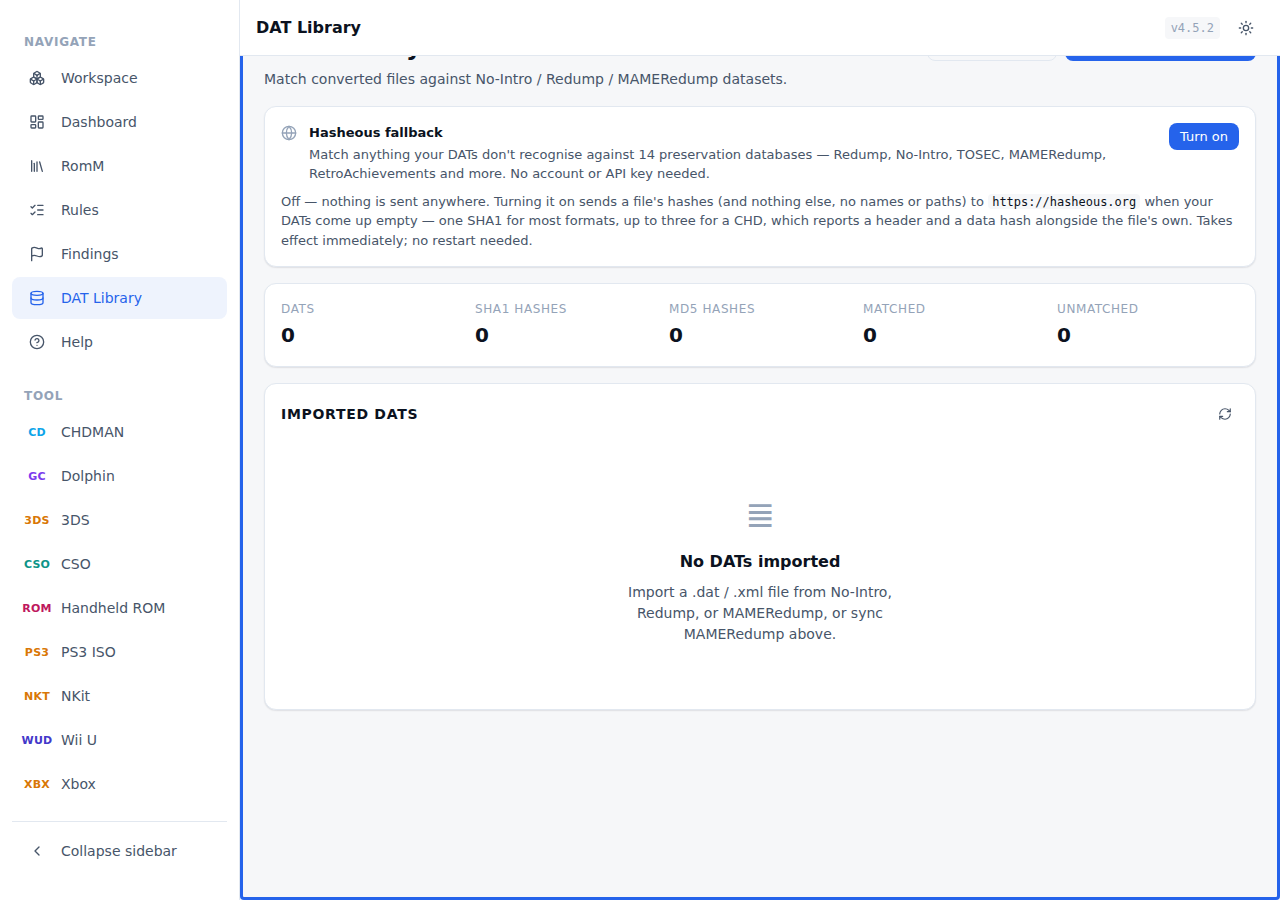 NAVIGATE
Workspace
Dashboard
RomM
Rules
Findings
DAT Library
Help
TOOL
CD CHDMAN
GC Dolphin
3DS 3DS
CSO CSO
ROM Handheld ROM
PS3 PS3 ISO
NKT NKit
WUD Wii U
XBX Xbox
Collapse sidebar
DAT Library
v4.5.2
Match converted files against No-Intro / Redump / MAMERedump datasets.
Hasheous fallback
Turn on
Match anything your DATs don't recognise against 14 preservation databases — Redump, No-Intro, TOSEC, MAMERedump,
RetroAchievements and more. No account or API key needed.
Off — nothing is sent anywhere. Turning it on sends a file's hashes (and nothing else, no names or paths) to https://hasheous.org when your
DATs come up empty — one SHA1 for most formats, up to three for a CHD, which reports a header and a data hash alongside the file's own. Takes
effect immediately; no restart needed.
DATS SHA1 HASHES MD5 HASHES MATCHED UNMATCHED
0 0 0 0 0
IMPORTED DATS
No DATs imported
Import a .dat / .xml file from No-Intro,
Redump, or MAMERedump, or sync
MAMERedump above.